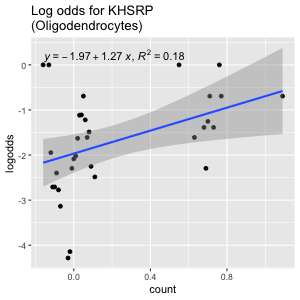 Log odds for KHSRP
(Oligodendrocytes)
y = −1.97 + 1.27 x, R² = 0.18
0
-1
-2
-3
-4
logodds
0.0 0.4 0.8
count